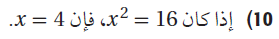 10) إذا كان x² = 16، فإن x = 4.